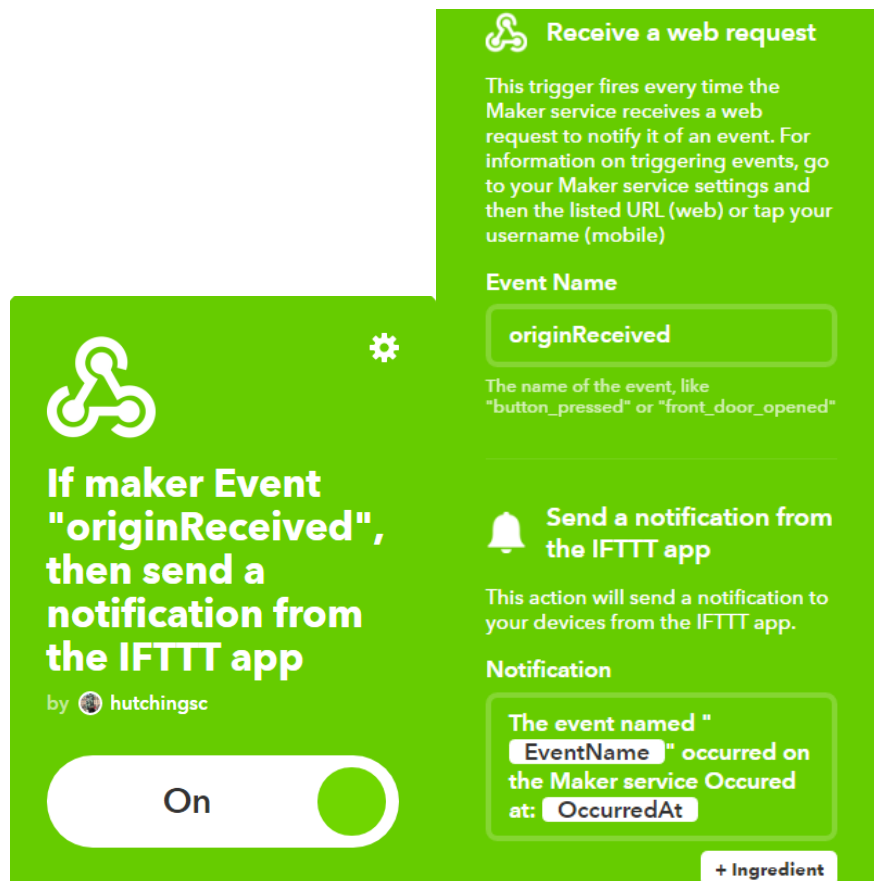 If maker Event
"originReceived",
then send a
notification from
the IFTTT app
by hutchingsc
On
Receive a web request
This trigger fires every time the
Maker service receives a web
request to notify it of an event. For
information on triggering events, go
to your Maker service settings and
then the listed URL (web) or tap your
username (mobile)
Event Name
originReceived
The name of the event, like
"button_pressed" or "front_door_opened"
Send a notification from
the IFTTT app
This action will send a notification to
your devices from the IFTTT app.
Notification
The event named "
EventName " occurred on
the Maker service Occured
at: OccurredAt
+ Ingredient